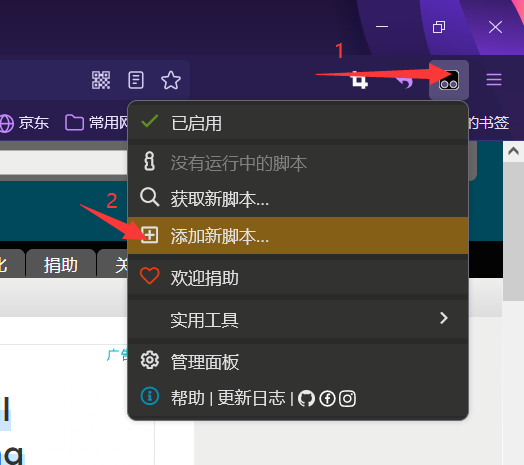 1
京东
常用网
的书签
已启用
没有运行中的脚本
获取新脚本...
2
添加新脚本...
捐助
欢迎捐助
实用工具
广告
管理面板
帮助 | 更新日志 |